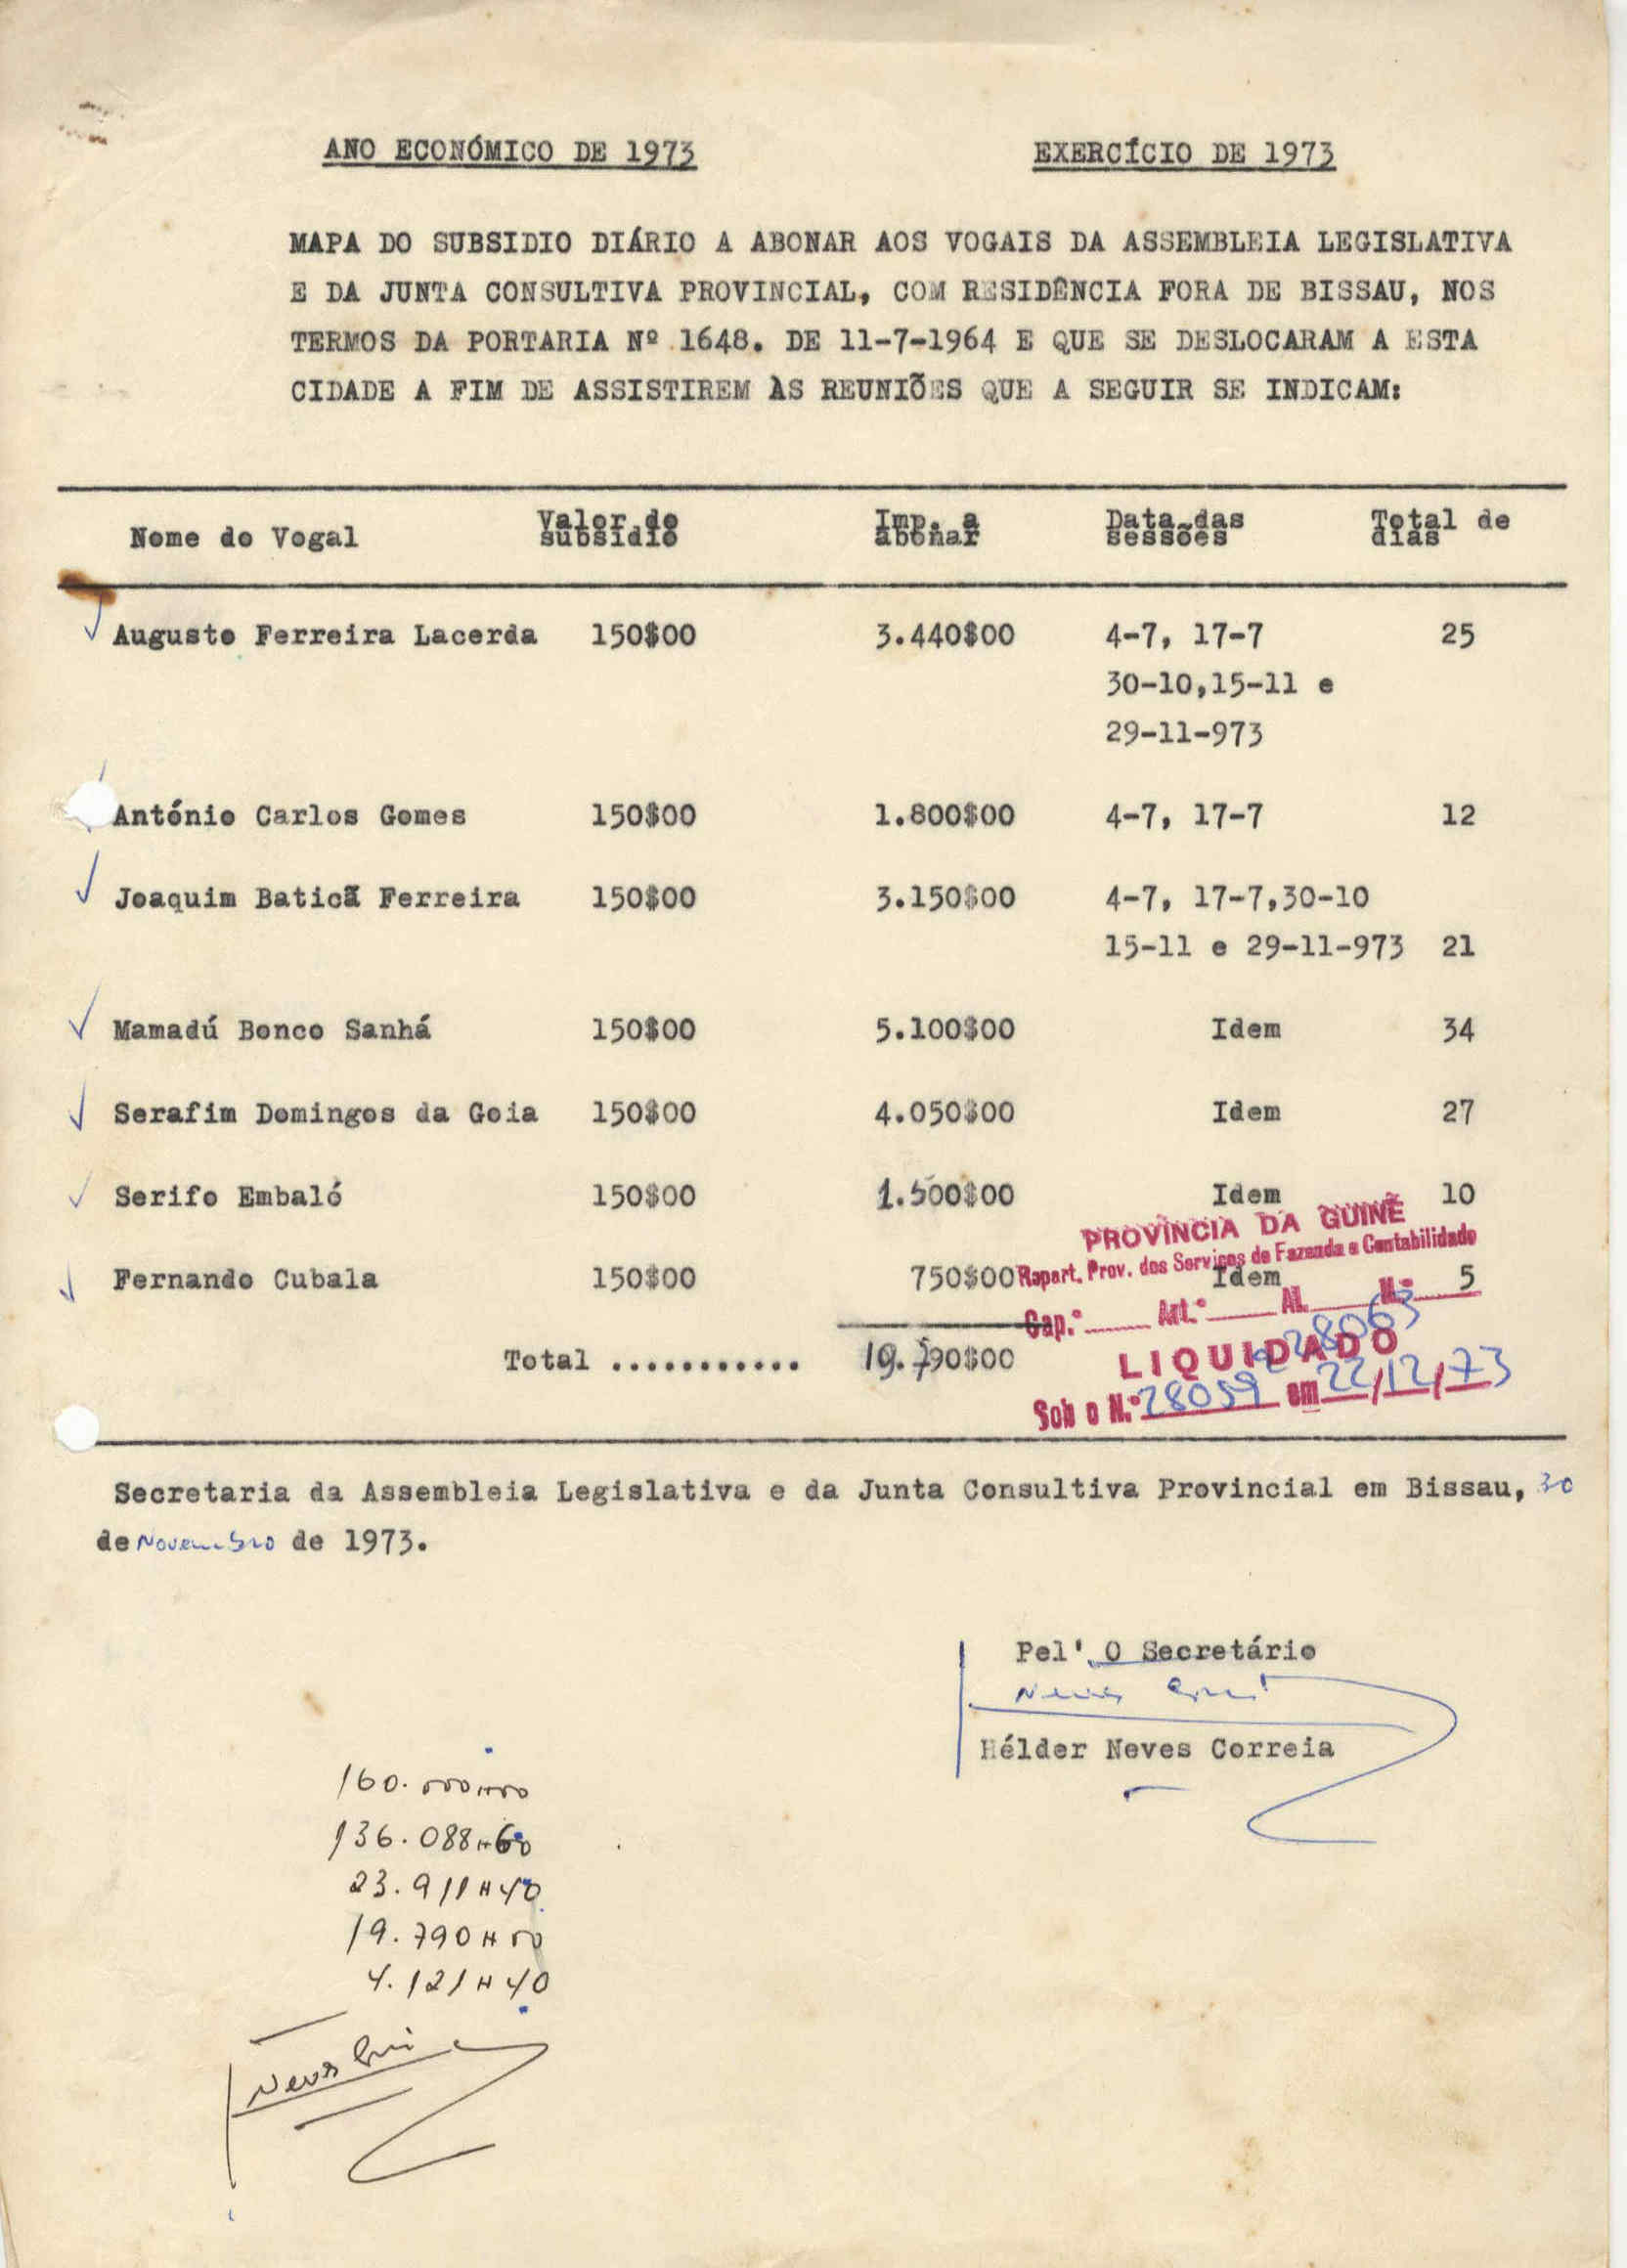 ANO ECONÓMICO DE 1973 EXERCÍCIO DE 1973
MAPA DO SUBSIDIO DIÁRIO A ABONAR AOS VOGAIS DA ASSEMBLEIA LEGISLATIVA
E DA JUNTA CONSULTIVA PROVINCIAL, COM RESIDÊNCIA FORA DE BISSAU, NOS
TERMOS DA PORTARIA Nº 1648. DE 11-7-1964 E QUE SE DESLOCARAM A ESTA
CIDADE A FIM DE ASSISTIREM ÀS REUNIÕES QUE A SEGUIR SE INDICAM:
Nome do Vogal Valor do subsidio Imp. a abonar Data das sessões Total de dias
Augusto Ferreira Lacerda 150$00 3.440$00 4-7, 17-7 25
30-10,15-11 e
29-11-973
António Carlos Gomes 150$00 1.800$00 4-7, 17-7 12
Joaquim Baticã Ferreira 150$00 3.150$00 4-7, 17-7,30-10
15-11 e 29-11-973 21
Mamadú Bonco Sanhá 150$00 5.100$00 Idem 34
Serafim Domingos da Goia 150$00 4.050$00 Idem 27
Serifo Embaló 150$00 1.500$00 Idem 10
PROVÍNCIA DA GUINÉ
Repart. Prov. dos Serviços de Fazenda e Contabilidade
Fernando Cubala 150$00 750$00 Idem 5
Cap.º Art.º Al. N.º
Total ........... 19.790$00
LIQUIDADO
a 28063
Sob o N.º 28059 em 22/12/73
Secretaria da Assembleia Legislativa e da Junta Consultiva Provincial em Bissau, 30
de Novembro de 1973.
Pel' O Secretário
Neves
Hélder Neves Correia
160.000$00
136.088$60
23.911$40
19.790$00
4.121$40
Neves